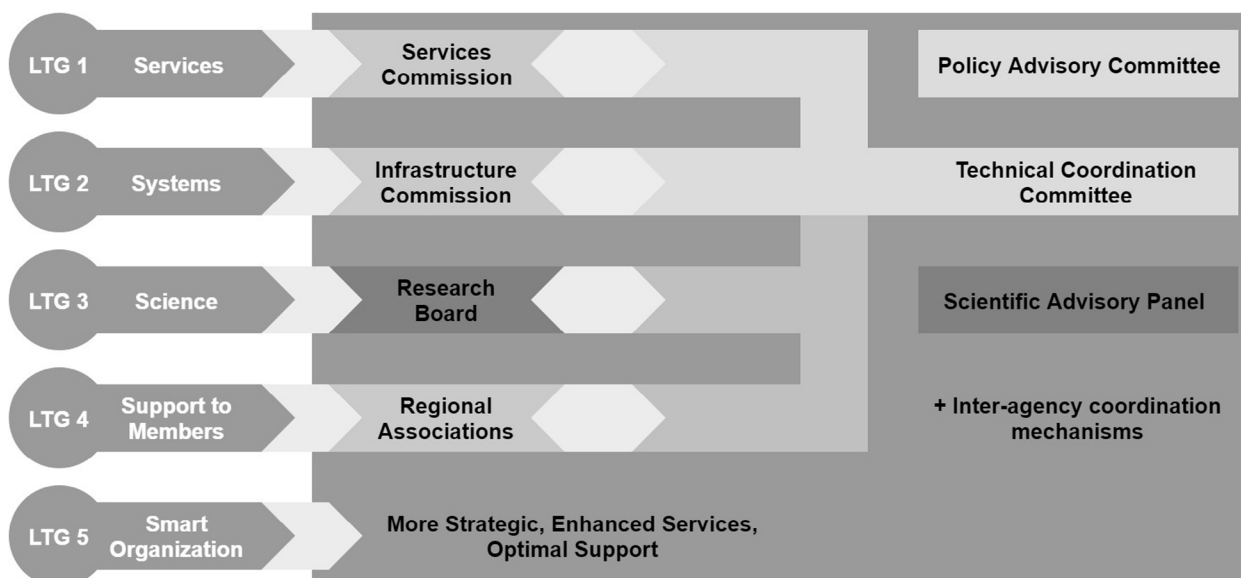 LTG 1
Services
Services
Commission
Policy Advisory Committee
LTG 2
Systems
Infrastructure
Commission
Technical Coordination
Committee
LTG 3
Science
Research
Board
Scientific Advisory Panel
LTG 4
Support to
Members
Regional
Associations
+ Inter-agency coordination
mechanisms
LTG 5
Smart
Organization
More Strategic, Enhanced Services,
Optimal Support